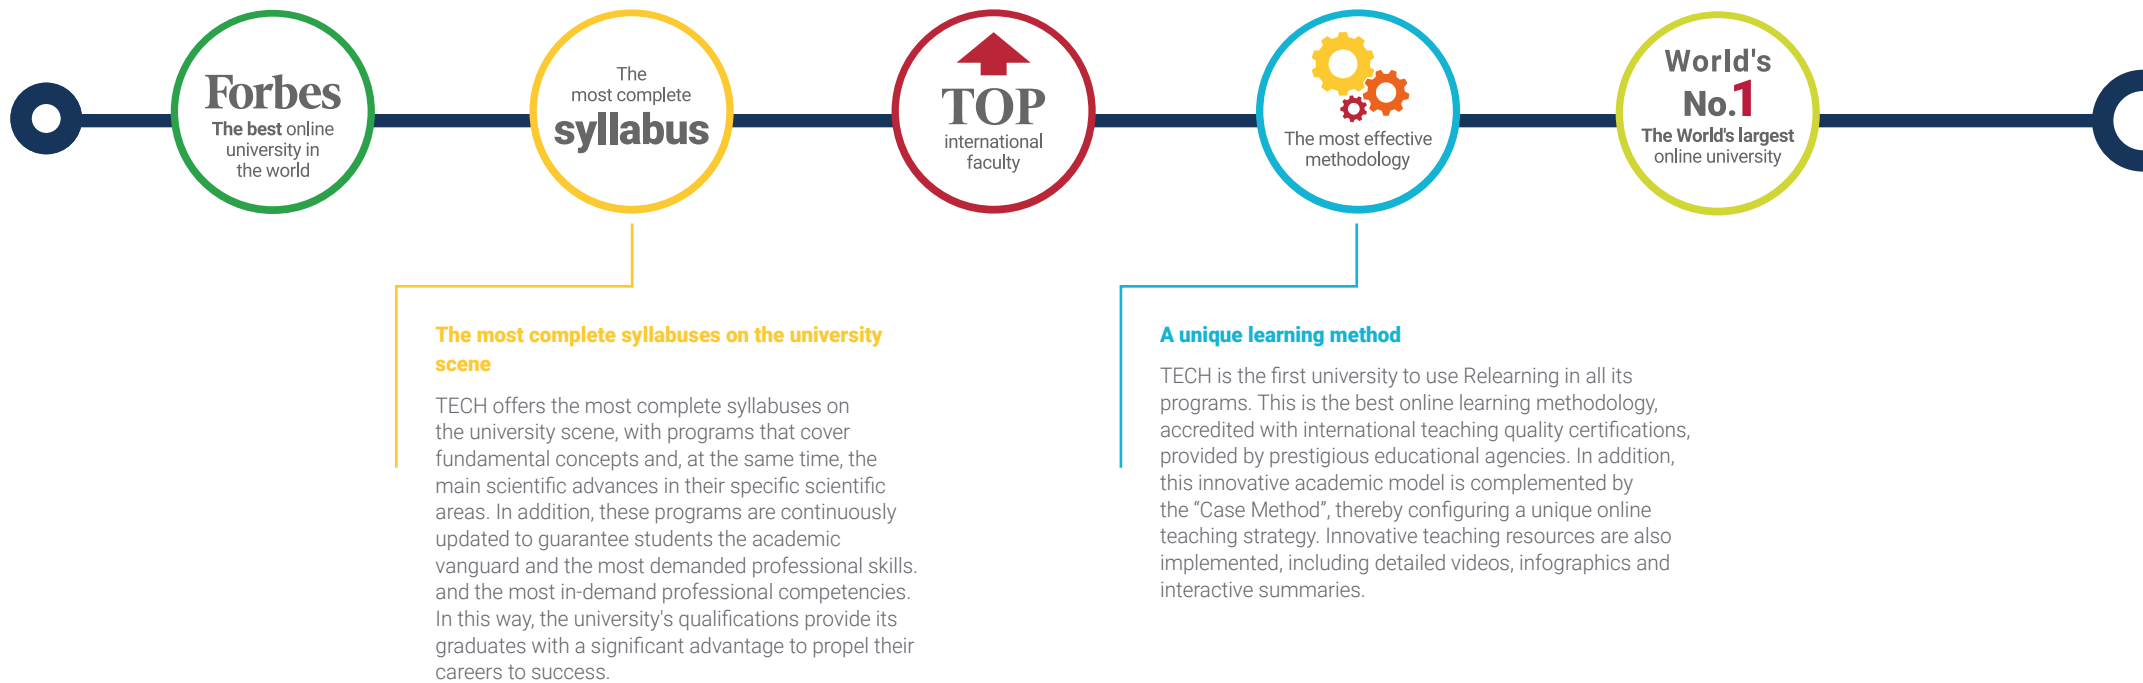 Forbes
The best online
university in
the world
The
most complete
syllabus
TOP
international
faculty
The most effective
methodology
World's
No.1
The World's largest
online university
The most complete syllabuses on the university
scene
TECH offers the most complete syllabuses on
the university scene, with programs that cover
fundamental concepts and, at the same time, the
main scientific advances in their specific scientific
areas. In addition, these programs are continuously
updated to guarantee students the academic
vanguard and the most demanded professional skills.
and the most in-demand professional competencies.
In this way, the university's qualifications provide its
graduates with a significant advantage to propel their
careers to success.
A unique learning method
TECH is the first university to use Relearning in all its
programs. This is the best online learning methodology,
accredited with international teaching quality certifications,
provided by prestigious educational agencies. In addition,
this innovative academic model is complemented by
the “Case Method”, thereby configuring a unique online
teaching strategy. Innovative teaching resources are also
implemented, including detailed videos, infographics and
interactive summaries.